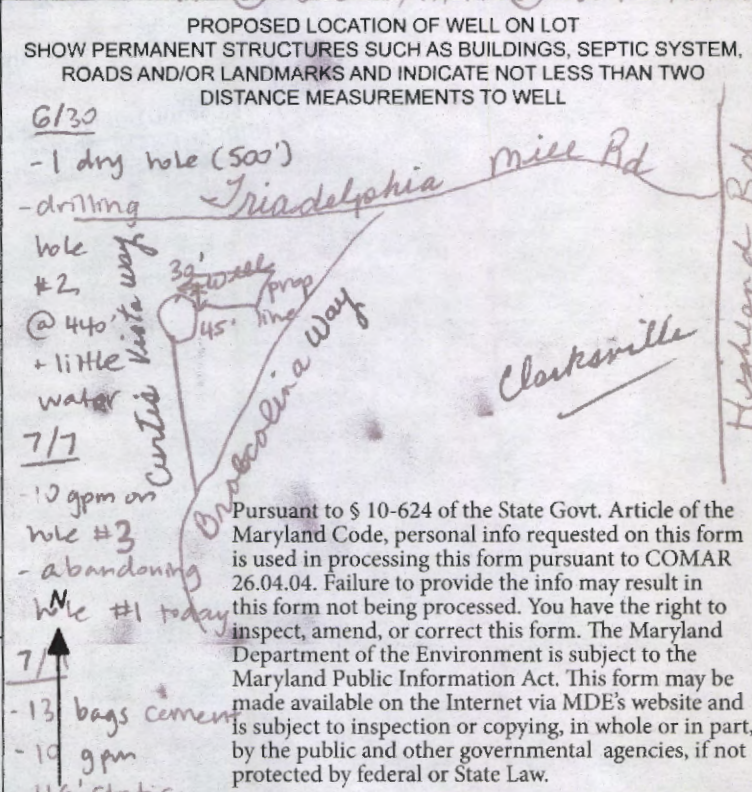 PROPOSED LOCATION OF WELL ON LOT
SHOW PERMANENT STRUCTURES SUCH AS BUILDINGS, SEPTIC SYSTEM,
ROADS AND/OR LANDMARKS AND INDICATE NOT LESS THAN TWO
DISTANCE MEASUREMENTS TO WELL
6/30
- 1 dry hole (500')
- drilling
hole
#2
@ 440'
+ little
water
7/7
- 10 gpm on
hole #3
- abandoning
hole #1 today
N
7/
- 13 bags cement
- 10 gpm
static
Triadelphia Mill Rd
Highland Rd
Curtis Vista Way
30'
well
prop
line
45'
Broccolina Way
Clarksville
Pursuant to § 10-624 of the State Govt. Article of the
Maryland Code, personal info requested on this form
is used in processing this form pursuant to COMAR
26.04.04. Failure to provide the info may result in
this form not being processed. You have the right to
inspect, amend, or correct this form. The Maryland
Department of the Environment is subject to the
Maryland Public Information Act. This form may be
made available on the Internet via MDE's website and
is subject to inspection or copying, in whole or in part,
by the public and other governmental agencies, if not
protected by federal or State Law.